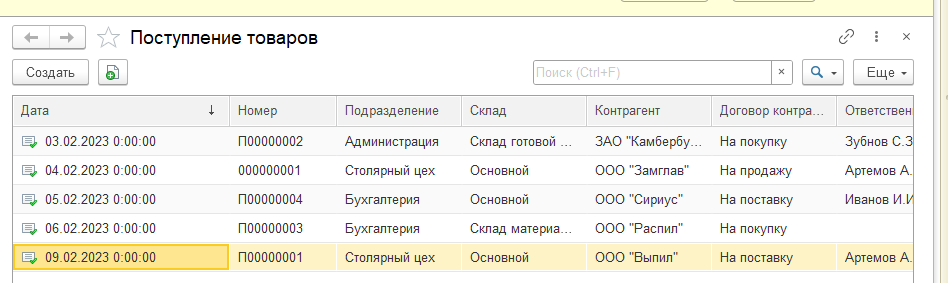 Поступление товаров
Создать Поиск (Ctrl+F) × Еще
Дата ↓ Номер Подразделение Склад Контрагент Договор контра... Ответственн
03.02.2023 0:00:00 П00000002 Администрация Склад готовой ... ЗАО "Камбербу... На покупку Зубнов С.З
04.02.2023 0:00:00 000000001 Столярный цех Основной ООО "Замглав" На продажу Артемов А.
05.02.2023 0:00:00 П00000004 Бухгалтерия Основной ООО "Сириус" На поставку Иванов И.И
06.02.2023 0:00:00 П00000003 Бухгалтерия Склад материа... ООО "Распил" На покупку
09.02.2023 0:00:00 П00000001 Столярный цех Основной ООО "Выпил" На поставку Артемов А.